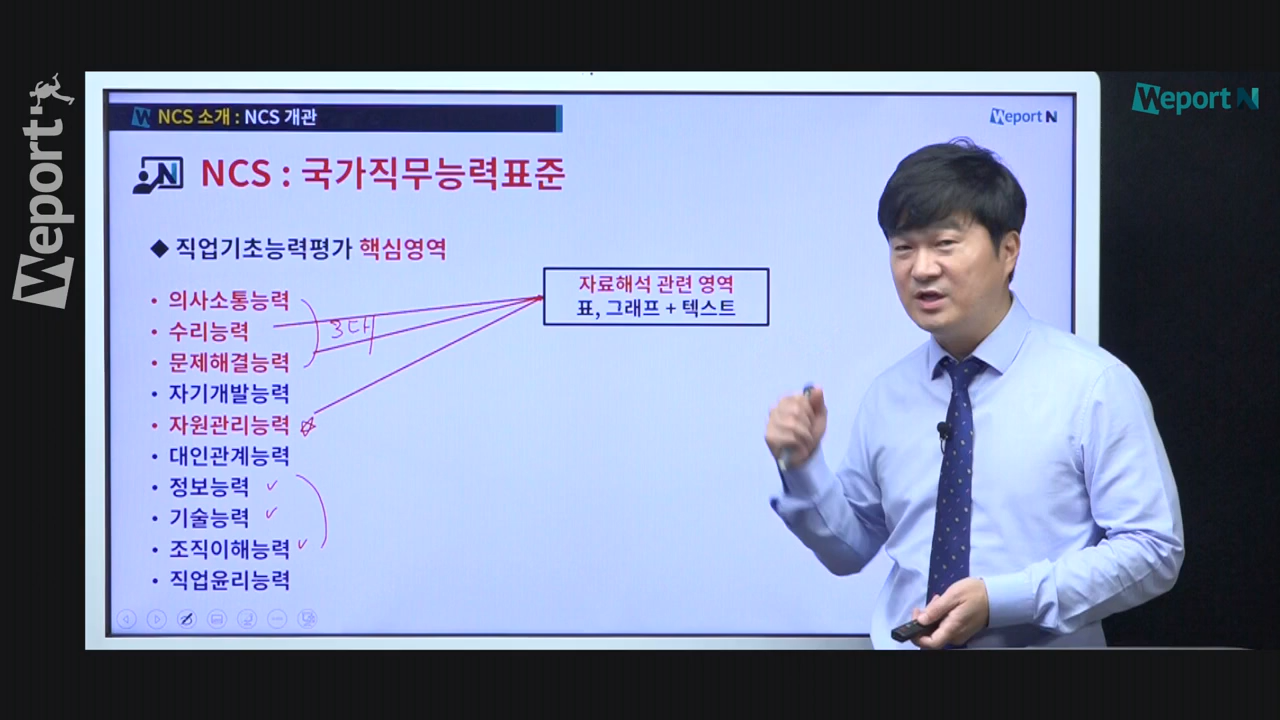 Weport
Weport N
NCS 소개 : NCS 개관
Weport N
NCS : 국가직무능력표준
◆ 직업기초능력평가 핵심영역
• 의사소통능력
• 수리능력
• 문제해결능력
3대
• 자기개발능력
• 자원관리능력
• 대인관계능력
• 정보능력
• 기술능력
• 조직이해능력
• 직업윤리능력
자료해석 관련 영역
표, 그래프 + 텍스트